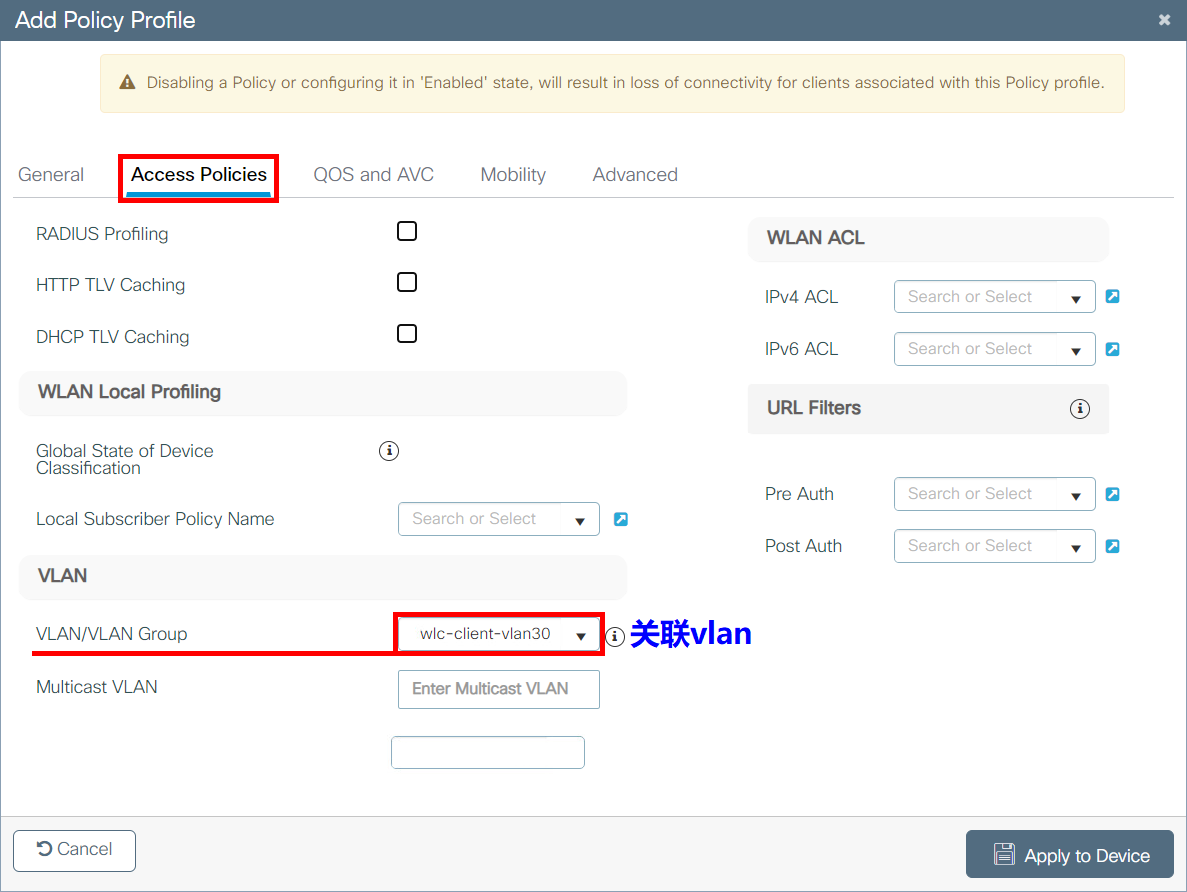 Add Policy Profile
Disabling a Policy or configuring it in 'Enabled' state, will result in loss of connectivity for clients associated with this Policy profile.
General
Access Policies
QOS and AVC
Mobility
Advanced
RADIUS Profiling
HTTP TLV Caching
DHCP TLV Caching
WLAN Local Profiling
Global State of Device
Classification
Local Subscriber Policy Name
Search or Select
VLAN
VLAN/VLAN Group
wlc-client-vlan30
关联vlan
Multicast VLAN
Enter Multicast VLAN
WLAN ACL
IPv4 ACL
Search or Select
IPv6 ACL
Search or Select
URL Filters
Pre Auth
Search or Select
Post Auth
Search or Select
Cancel
Apply to Device